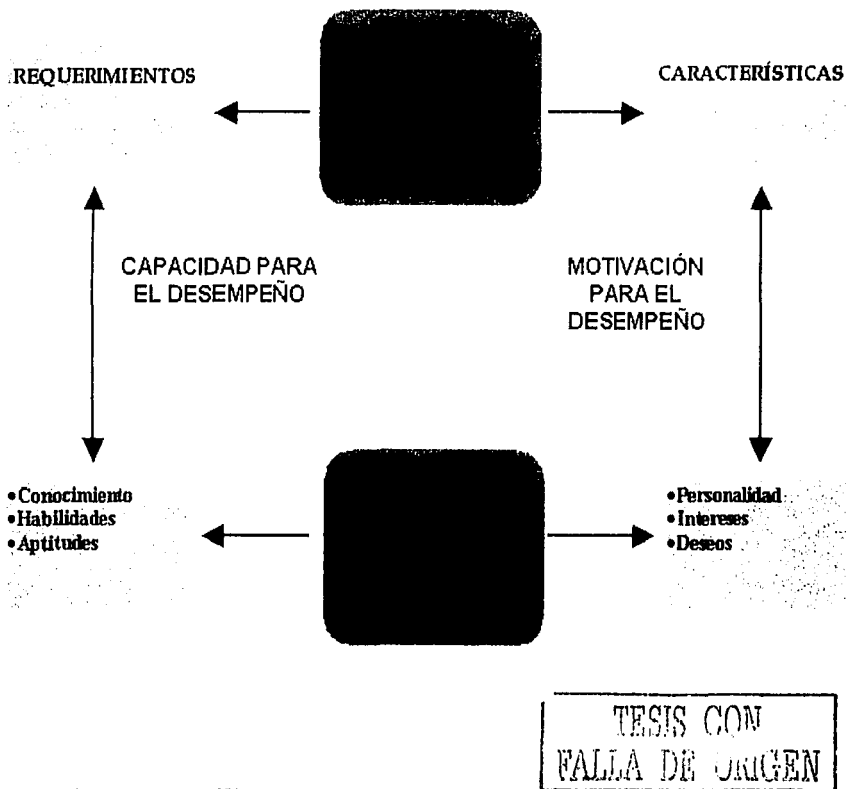 REQUERIMIENTOS
CARACTERÍSTICAS
CAPACIDAD PARA
EL DESEMPEÑO
MOTIVACIÓN
PARA EL
DESEMPEÑO
•Conocimiento
•Habilidades
•Aptitudes
•Personalidad
•Intereses
•Deseos
TESIS CON
FALLA DE ORIGEN